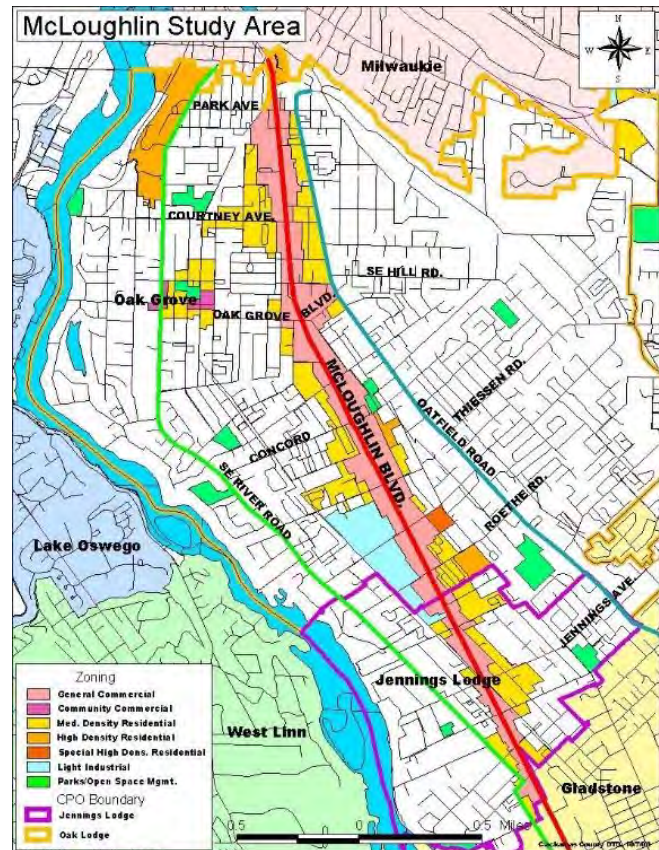 McLoughlin Study Area
N
W E
S
Milwaukie
PARK AVE
COURTNEY AVE.
SE HILL RD.
Oak Grove
OAK GROVE BLVD.
THIESSEN RD.
MCLOUGHLIN BLVD.
OATFIELD ROAD
CONCORD
SE RIVER ROAD
ROETHE RD.
Lake Oswego
JENNINGS AVE.
Jennings Lodge
West Linn
Gladstone
Zoning
General Commercial
Community Commercial
Med. Density Residential
High Density Residential
Special High Dens. Residential
Light Industrial
Parks/Open Space Mgmt.
CPO Boundary
Jennings Lodge
Oak Lodge
0.5 0 0.5 Miles